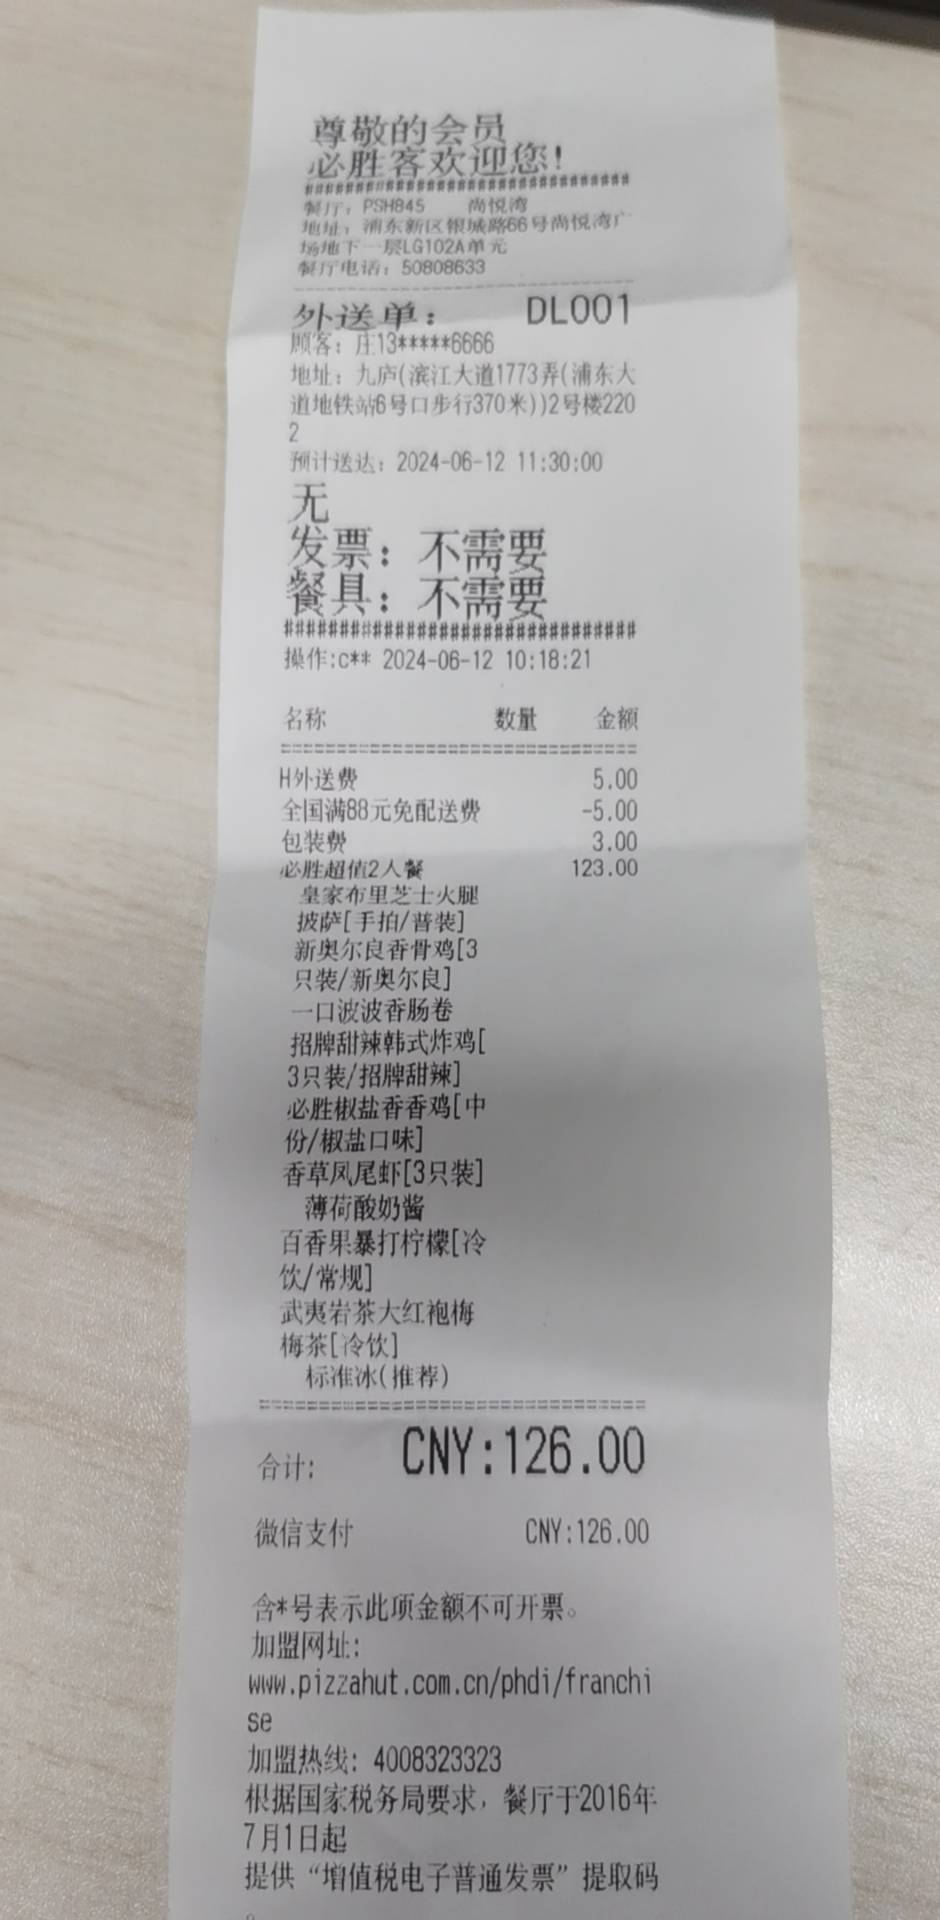 尊敬的会员
必胜客欢迎您!
####################################
餐厅: PSH845 尚悦湾
地址: 浦东新区银城路66号尚悦湾广
场地下一层LG102A单元
餐厅电话: 50808633
外送单: DL001
顾客: 庄13*****6666
地址: 九庐(滨江大道1773弄(浦东大
道地铁站6号口步行370米))2号楼220
2
预计送达: 2024-06-12 11:30:00
无
发票: 不需要
餐具: 不需要
######################################
操作:c** 2024-06-12 10:18:21
名称 数量 金额
======================================
H外送费 5.00
全国满88元免配送费 -5.00
包装费 3.00
必胜超值2人餐 123.00
皇家布里芝士火腿
披萨[手拍/普装]
新奥尔良香骨鸡[3
只装/新奥尔良]
一口波波香肠卷
招牌甜辣韩式炸鸡[
3只装/招牌甜辣]
必胜椒盐香香鸡[中
份/椒盐口味]
香草凤尾虾[3只装]
薄荷酸奶酱
百香果暴打柠檬[冷
饮/常规]
武夷岩茶大红袍梅
梅茶[冷饮]
标准冰(推荐)
======================================
合计: CNY:126.00
微信支付 CNY:126.00
含*号表示此项金额不可开票。
加盟网址:
www.pizzahut.com.cn/phdi/franchi
se
加盟热线: 4008323323
根据国家税务局要求，餐厅于2016年
7月1日起
提供“增值税电子普通发票”提取码
。